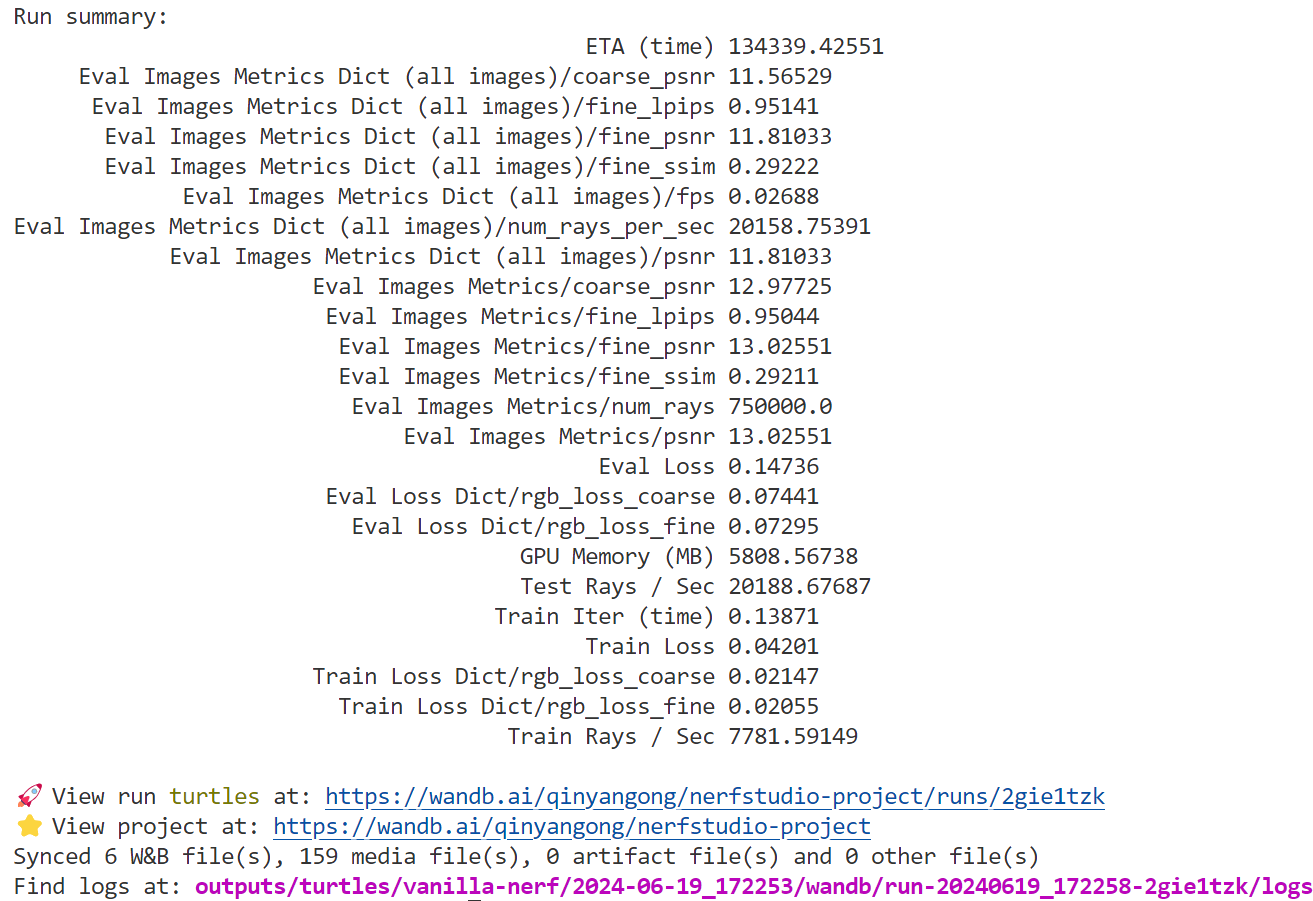 Run summary:
ETA (time) 134339.42551
Eval Images Metrics Dict (all images)/coarse_psnr 11.56529
Eval Images Metrics Dict (all images)/fine_lpips 0.95141
Eval Images Metrics Dict (all images)/fine_psnr 11.81033
Eval Images Metrics Dict (all images)/fine_ssim 0.29222
Eval Images Metrics Dict (all images)/fps 0.02688
Eval Images Metrics Dict (all images)/num_rays_per_sec 20158.75391
Eval Images Metrics Dict (all images)/psnr 11.81033
Eval Images Metrics/coarse_psnr 12.97725
Eval Images Metrics/fine_lpips 0.95044
Eval Images Metrics/fine_psnr 13.02551
Eval Images Metrics/fine_ssim 0.29211
Eval Images Metrics/num_rays 750000.0
Eval Images Metrics/psnr 13.02551
Eval Loss 0.14736
Eval Loss Dict/rgb_loss_coarse 0.07441
Eval Loss Dict/rgb_loss_fine 0.07295
GPU Memory (MB) 5808.56738
Test Rays / Sec 20188.67687
Train Iter (time) 0.13871
Train Loss 0.04201
Train Loss Dict/rgb_loss_coarse 0.02147
Train Loss Dict/rgb_loss_fine 0.02055
Train Rays / Sec 7781.59149
🚀 View run turtles at: https://wandb.ai/qinyangong/nerfstudio-project/runs/2gie1tzk
⭐ View project at: https://wandb.ai/qinyangong/nerfstudio-project
Synced 6 W&B file(s), 159 media file(s), 0 artifact file(s) and 0 other file(s)
Find logs at: outputs/turtles/vanilla-nerf/2024-06-19_172253/wandb/run-20240619_172258-2gie1tzk/logs